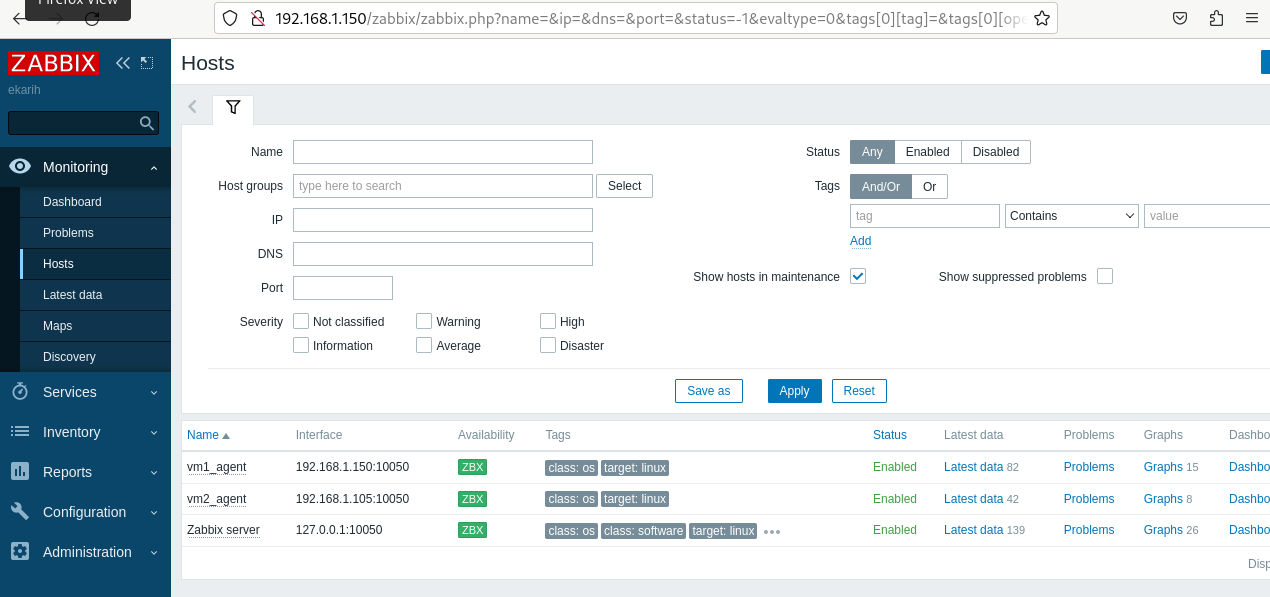 Firefox View
192.168.1.150/zabbix/zabbix.php?name=&ip=&dns=&port=&status=-1&evaltype=0&tags[0][tag]=&tags[0][ope
ZABBIX
ekarih
Monitoring
Dashboard
Problems
Hosts
Latest data
Maps
Discovery
Services
Inventory
Reports
Configuration
Administration
Hosts
Name
Host groups type here to search Select
IP
DNS
Port
Severity Not classified Warning High
Information Average Disaster
Status Any Enabled Disabled
Tags And/Or Or
tag Contains value
Add
Show hosts in maintenance Show suppressed problems
Save as Apply Reset
Name Interface Availability Tags Status Latest data Problems Graphs Dashbo
vm1_agent 192.168.1.150:10050 ZBX class: os target: linux Enabled Latest data 82 Problems Graphs 15 Dashbo
vm2_agent 192.168.1.105:10050 ZBX class: os target: linux Enabled Latest data 42 Problems Graphs 8 Dashbo
Zabbix server 127.0.0.1:10050 ZBX class: os class: software target: linux ••• Enabled Latest data 139 Problems Graphs 26 Dashbo
Disp